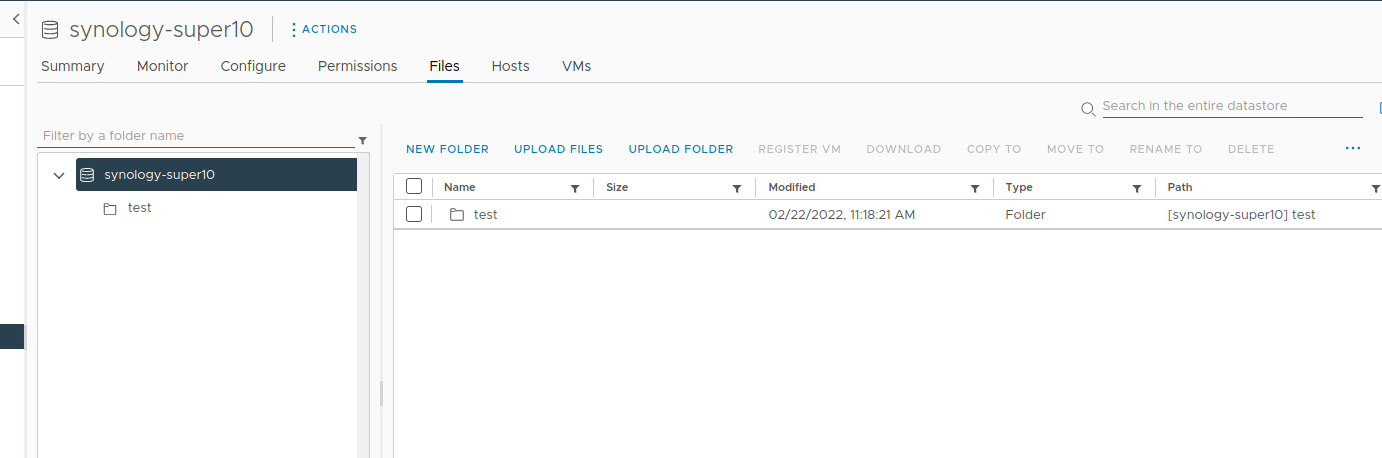 synology-super10 ACTIONS
Summary Monitor Configure Permissions Files Hosts VMs
Search in the entire datastore
Filter by a folder name
synology-super10
test
NEW FOLDER UPLOAD FILES UPLOAD FOLDER REGISTER VM DOWNLOAD COPY TO MOVE TO RENAME TO DELETE ...
Name Size Modified Type Path
test 02/22/2022, 11:18:21 AM Folder [synology-super10] test